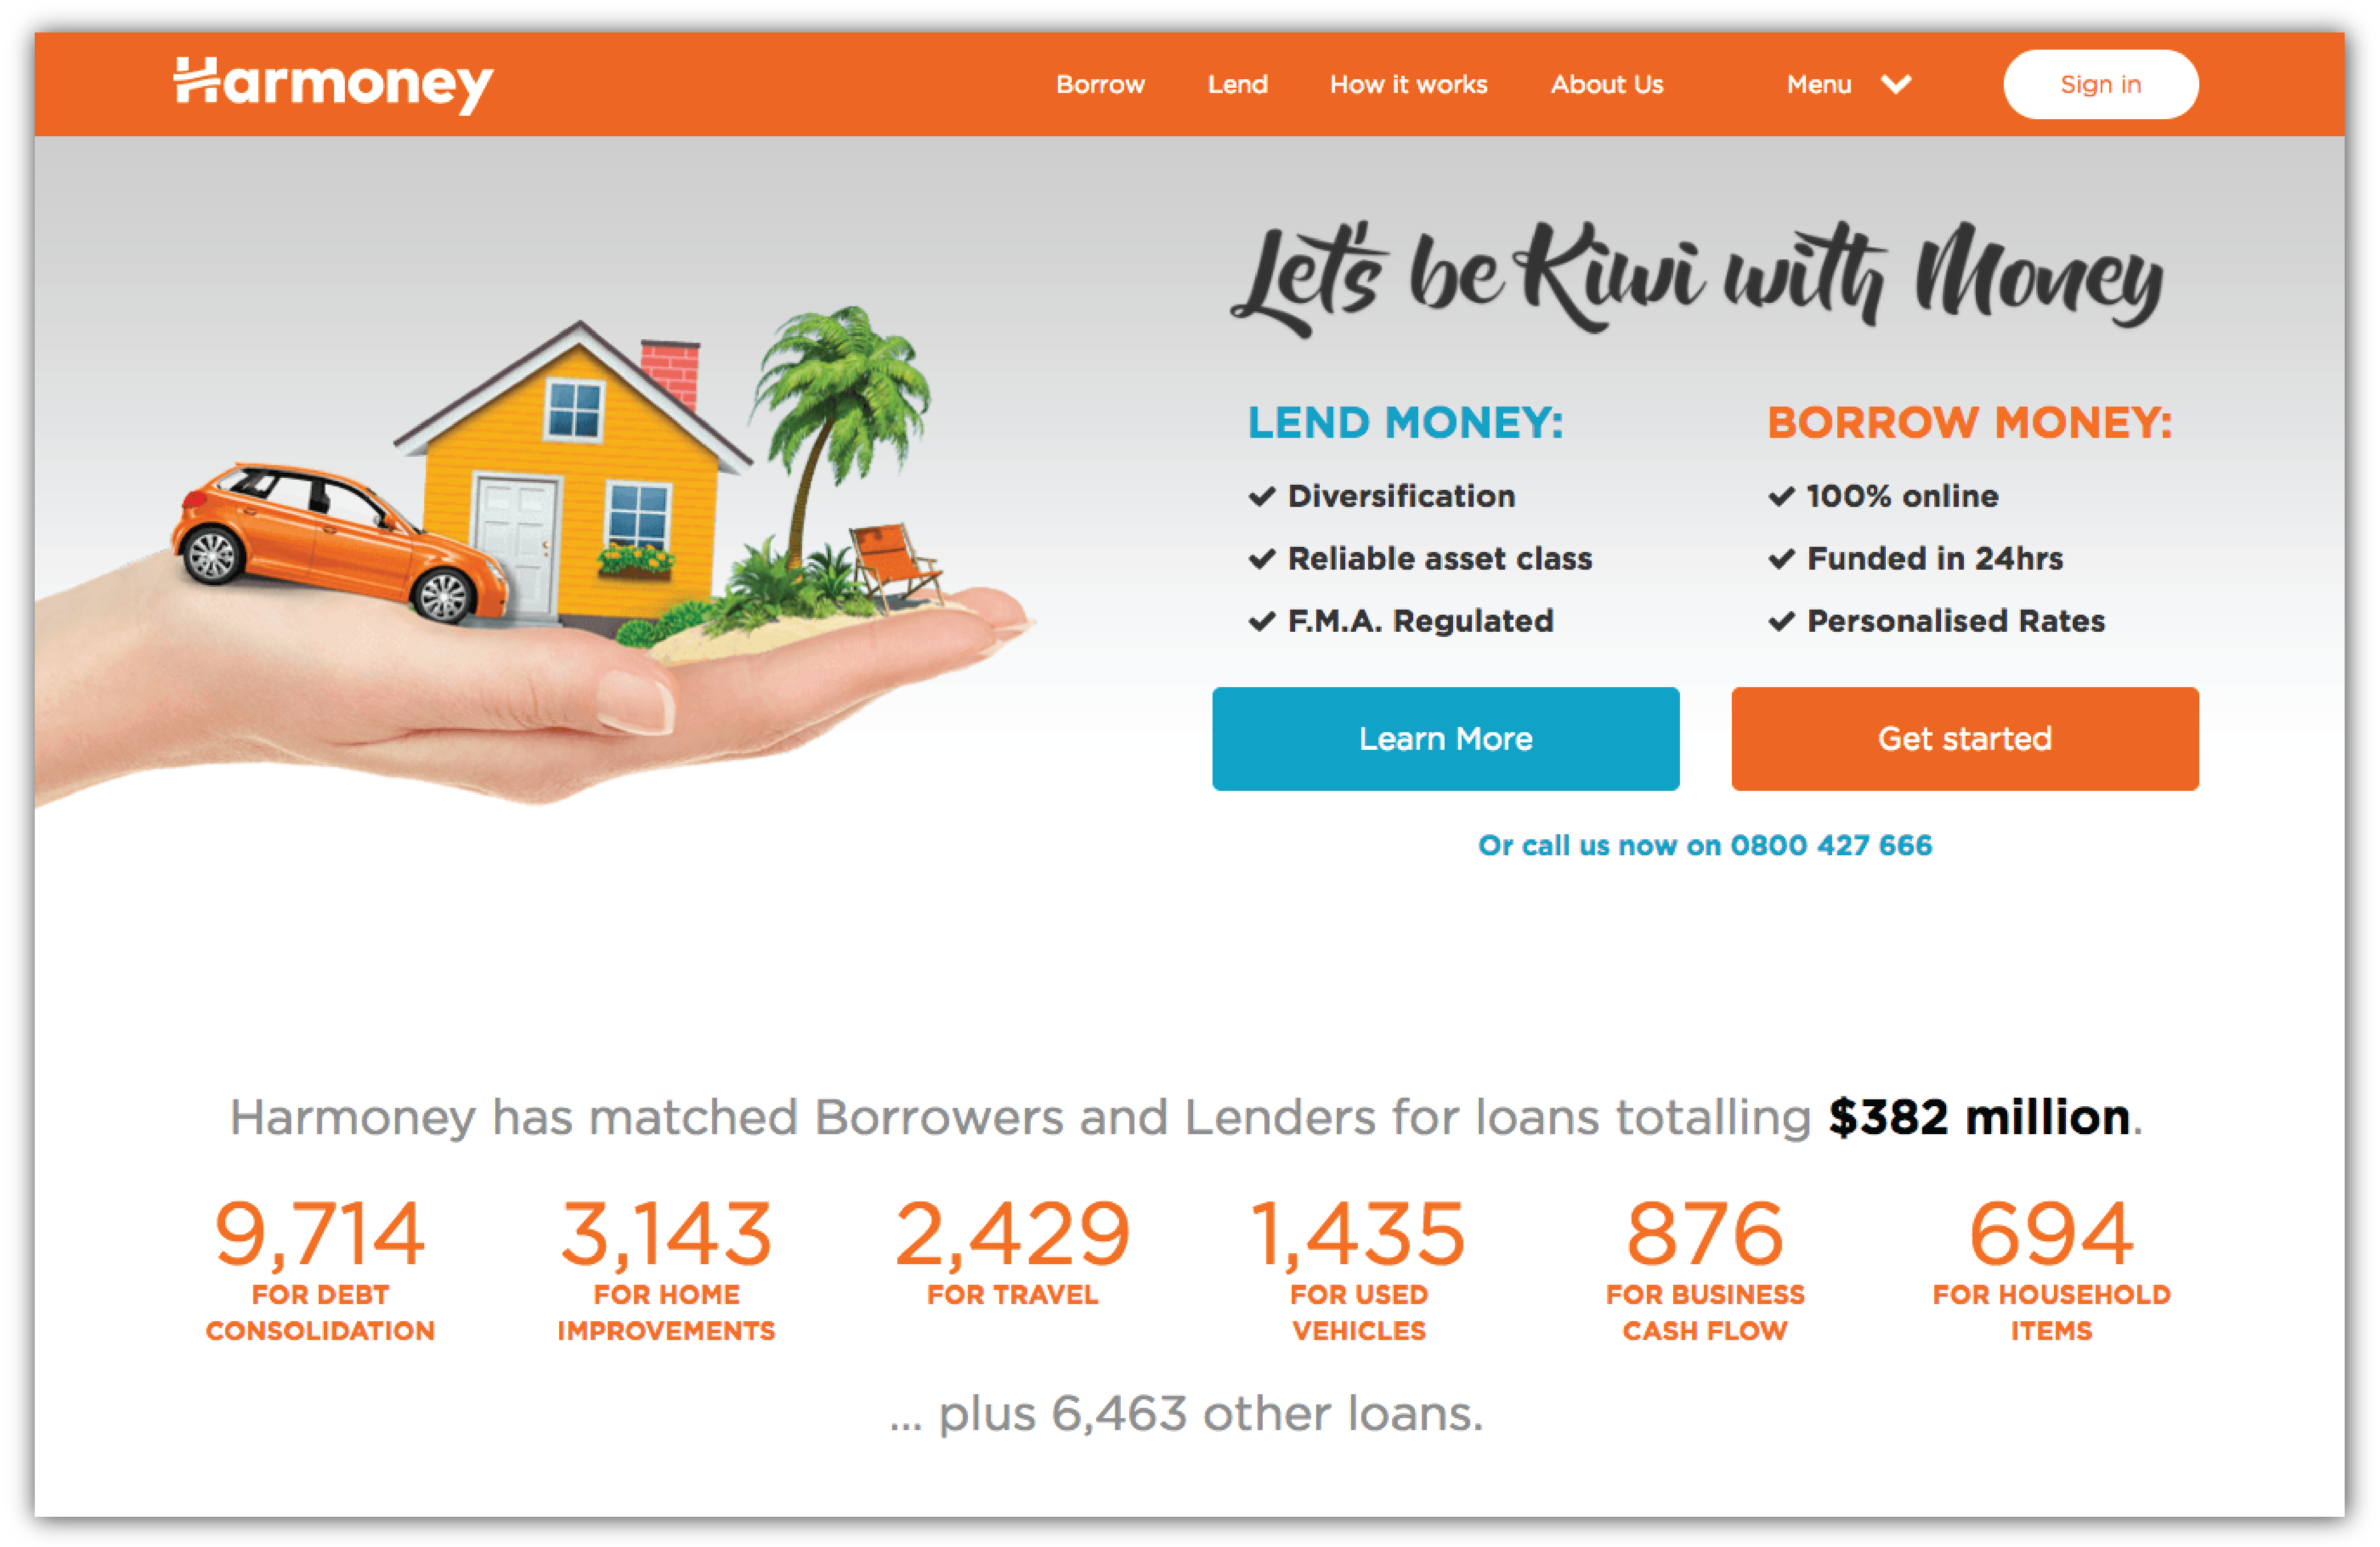 Harmoney
Borrow Lend How it works About Us Menu Sign in
Let's be Kiwi with Money
LEND MONEY:
Diversification
Reliable asset class
F.M.A. Regulated
Learn More
BORROW MONEY:
100% online
Funded in 24hrs
Personalised Rates
Get started
Or call us now on 0800 427 666
Harmoney has matched Borrowers and Lenders for loans totalling $382 million.
9,714
FOR DEBT
CONSOLIDATION
3,143
FOR HOME
IMPROVEMENTS
2,429
FOR TRAVEL
1,435
FOR USED
VEHICLES
876
FOR BUSINESS
CASH FLOW
694
FOR HOUSEHOLD
ITEMS
... plus 6,463 other loans.